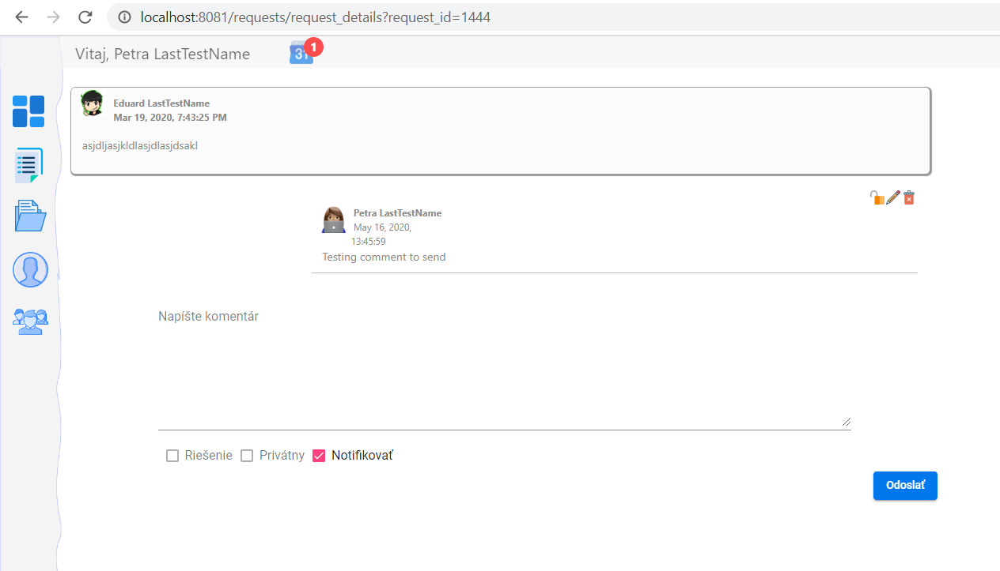 localhost:8081/requests/request_details?request_id=1444
Vitaj, Petra LastTestName
31
1
Eduard LastTestName
Mar 19, 2020, 7:43:25 PM
asjdljasjkldlasjdlasjdsakl
Petra LastTestName
May 16, 2020,
13:45:59
Testing comment to send
Napíšte komentár
Riešenie
Privátny
Notifikovať
Odoslať